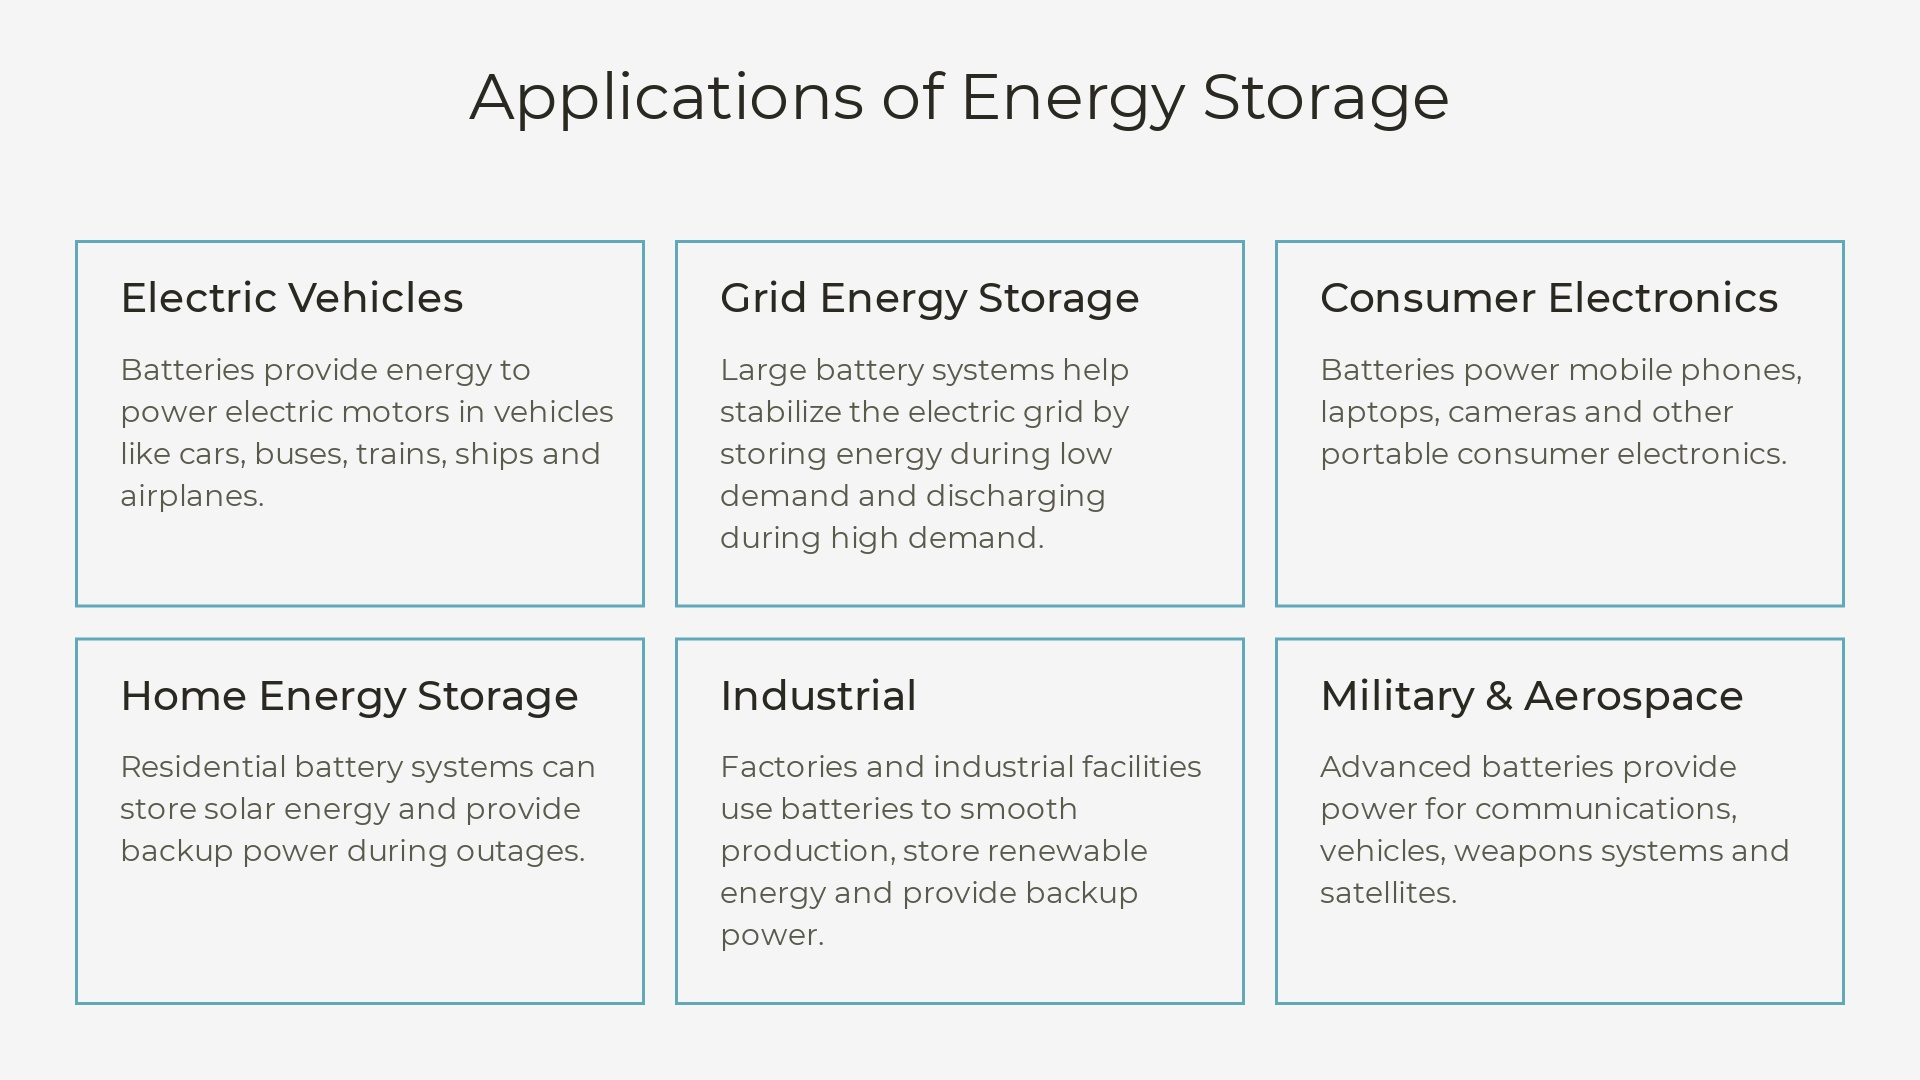 Applications of Energy Storage
Electric Vehicles
Batteries provide energy to
power electric motors in vehicles
like cars, buses, trains, ships and
airplanes.
Grid Energy Storage
Large battery systems help
stabilize the electric grid by
storing energy during low
demand and discharging
during high demand.
Consumer Electronics
Batteries power mobile phones,
laptops, cameras and other
portable consumer electronics.
Home Energy Storage
Residential battery systems can
store solar energy and provide
backup power during outages.
Industrial
Factories and industrial facilities
use batteries to smooth
production, store renewable
energy and provide backup
power.
Military & Aerospace
Advanced batteries provide
power for communications,
vehicles, weapons systems and
satellites.